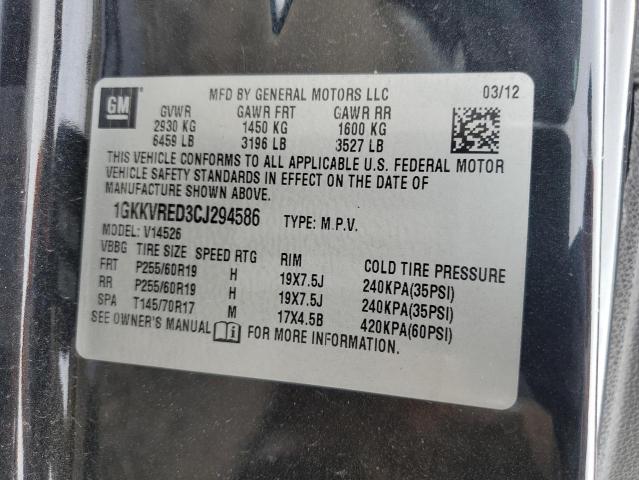 MFD BY GENERAL MOTORS LLC 03/12
GM
GVWR GAWR FRT GAWR RR
2930 KG 1450 KG 1600 KG
6459 LB 3196 LB 3527 LB
THIS VEHICLE CONFORMS TO ALL APPLICABLE U.S. FEDERAL MOTOR
VEHICLE SAFETY STANDARDS IN EFFECT ON THE DATE OF
MANUFACTURE SHOWN ABOVE.
1GKKVRED3CJ294586 TYPE: M.P.V.
MODEL: V14526
VBBG TIRE SIZE SPEED RTG RIM COLD TIRE PRESSURE
FRT P255/60R19 H 19X7.5J 240KPA(35PSI)
RR P255/60R19 H 19X7.5J 240KPA(35PSI)
SPA T145/70R17 M 17X4.5B 420KPA(60PSI)
SEE OWNER'S MANUAL FOR MORE INFORMATION.